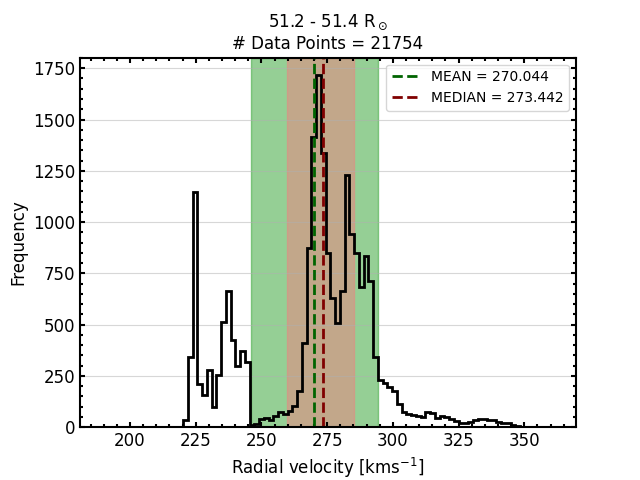 51.2 - 51.4 R⊙
# Data Points = 21754
MEAN = 270.044
MEDIAN = 273.442
Frequency
1750
1500
1250
1000
750
500
250
0
200 225 250 275 300 325 350
Radial velocity [kms⁻¹]